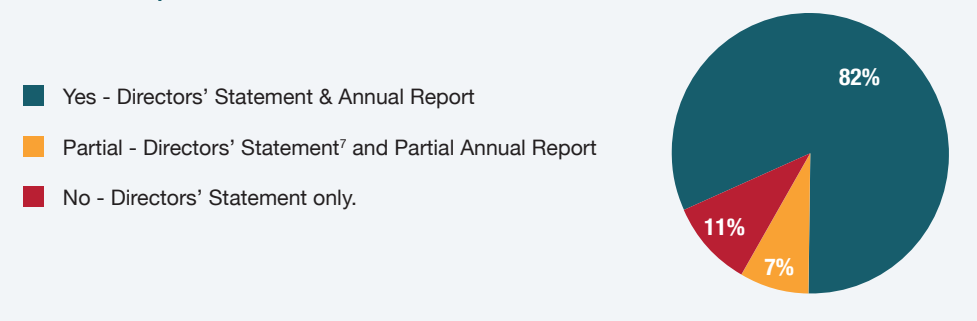 82%
Yes - Directors’ Statement & Annual Report
Partial - Directors’ Statement⁷ and Partial Annual Report
No - Directors’ Statement only.
11%
7%